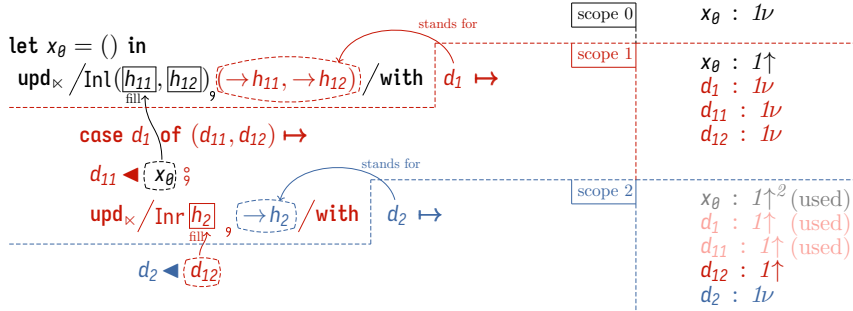 scope 0 x₀ : 1ν
stands for
let x₀ = () in
scope 1 x₀ : 1↑
upd⋉ ⟋Inl(h₁₁, h₁₂) ⸲ (→h₁₁, →h₁₂)⟋with d₁ ↦
fill
d₁ : 1ν
d₁₁ : 1ν
d₁₂ : 1ν
case d₁ of (d₁₁, d₁₂) ↦
stands for
d₁₁ ◀ x₀ ⨟
scope 2 x₀ : 1↑² (used)
upd⋉ ⟋Inr h₂ ⸲ →h₂⟋with d₂ ↦
fill
d₁ : 1↑ (used)
d₁₁ : 1↑ (used)
d₂ ◀ d₁₂
d₁₂ : 1↑
d₂ : 1ν